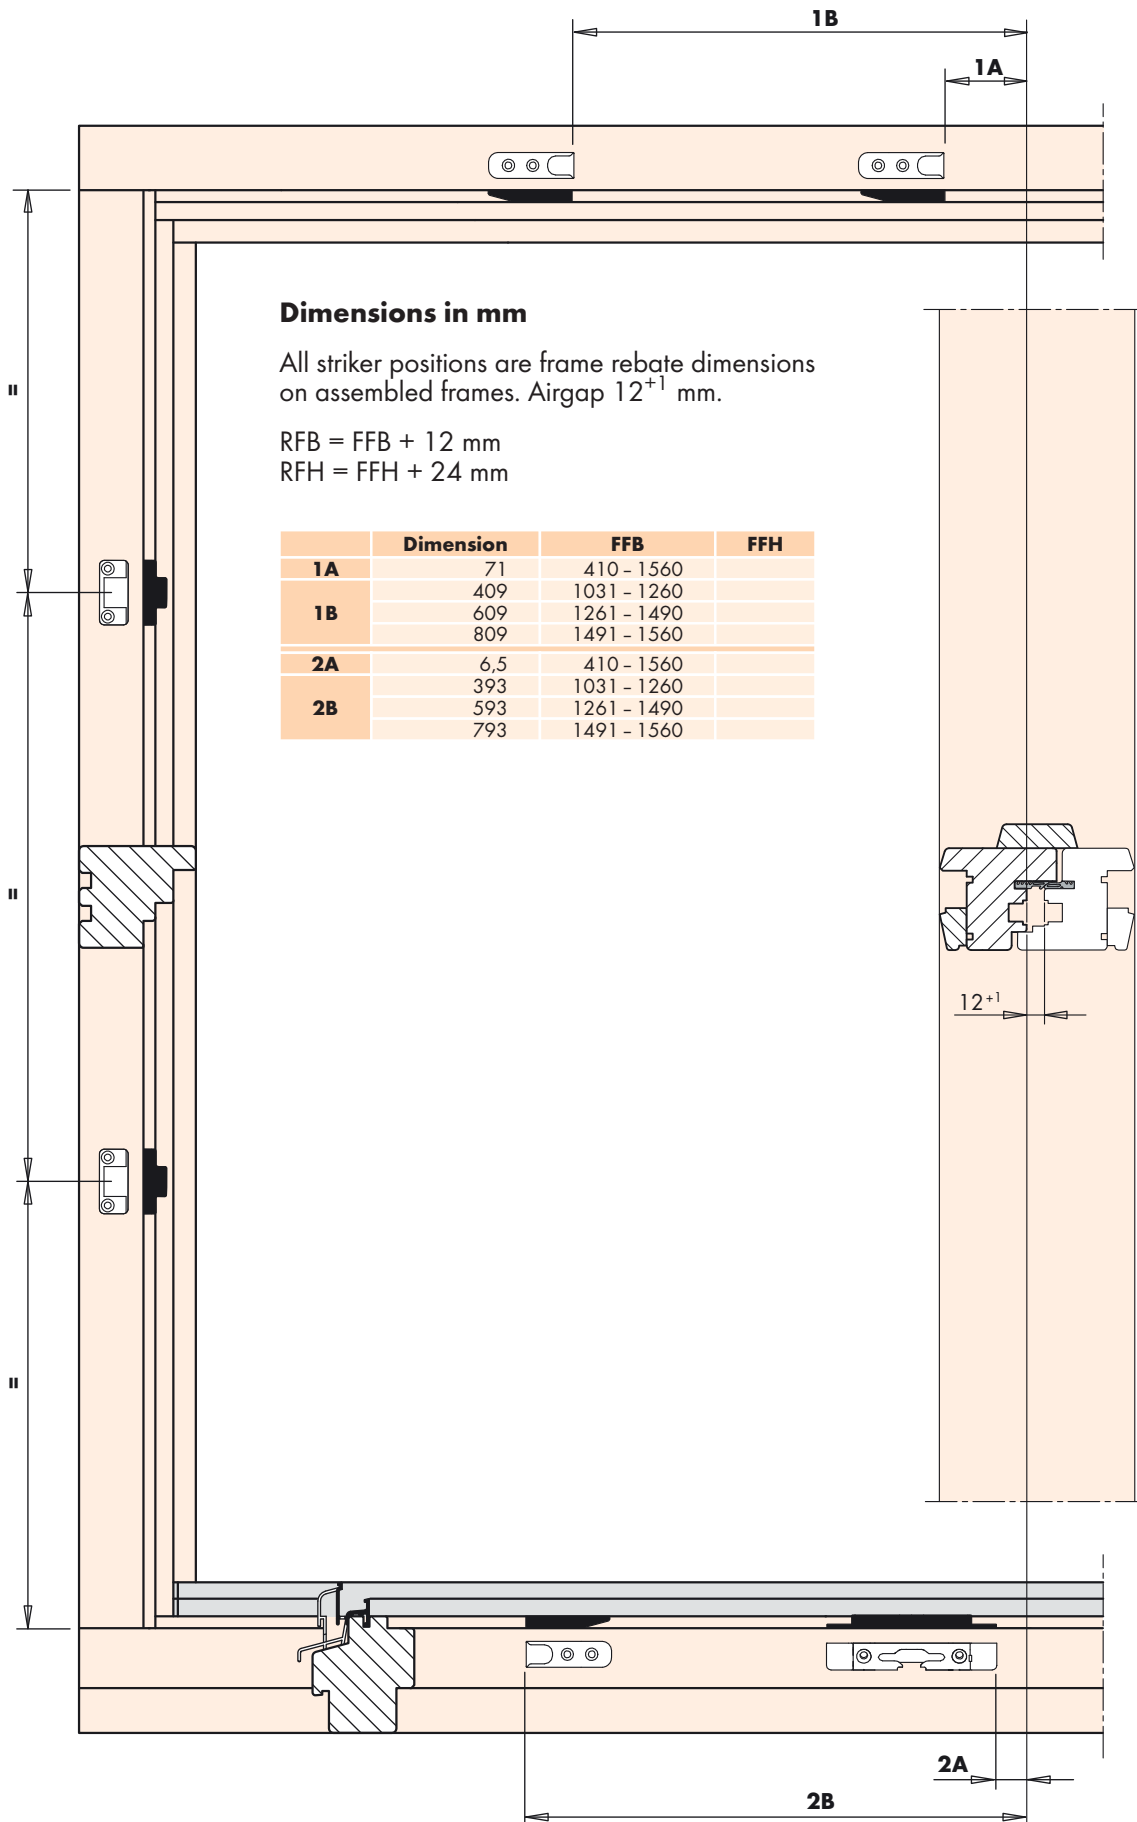 1B
1A
Dimensions in mm
All striker positions are frame rebate dimensions
on assembled frames. Airgap 12+1 mm.
RFB = FFB + 12 mm
RFH = FFH + 24 mm
=
Dimension FFB FFH
1A 71 410 – 1560
409 1031 – 1260
1B 609 1261 – 1490
809 1491 – 1560
2A 6,5 410 – 1560
393 1031 – 1260
2B 593 1261 – 1490
793 1491 – 1560
=
12+1
=
2A
2B